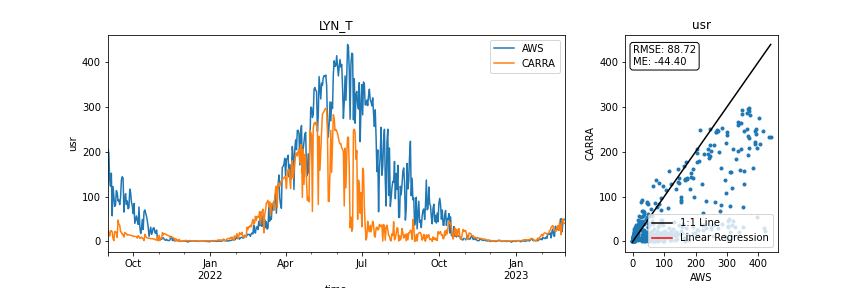 LYN_T
usr
400
300
200
100
0
AWS
CARRA
Oct
Jan
2022
Apr
Jul
Oct
Jan
2023
usr
CARRA
400
300
200
100
0
RMSE: 88.72
ME: -44.40
1:1 Line
Linear Regression
0
200
400
AWS